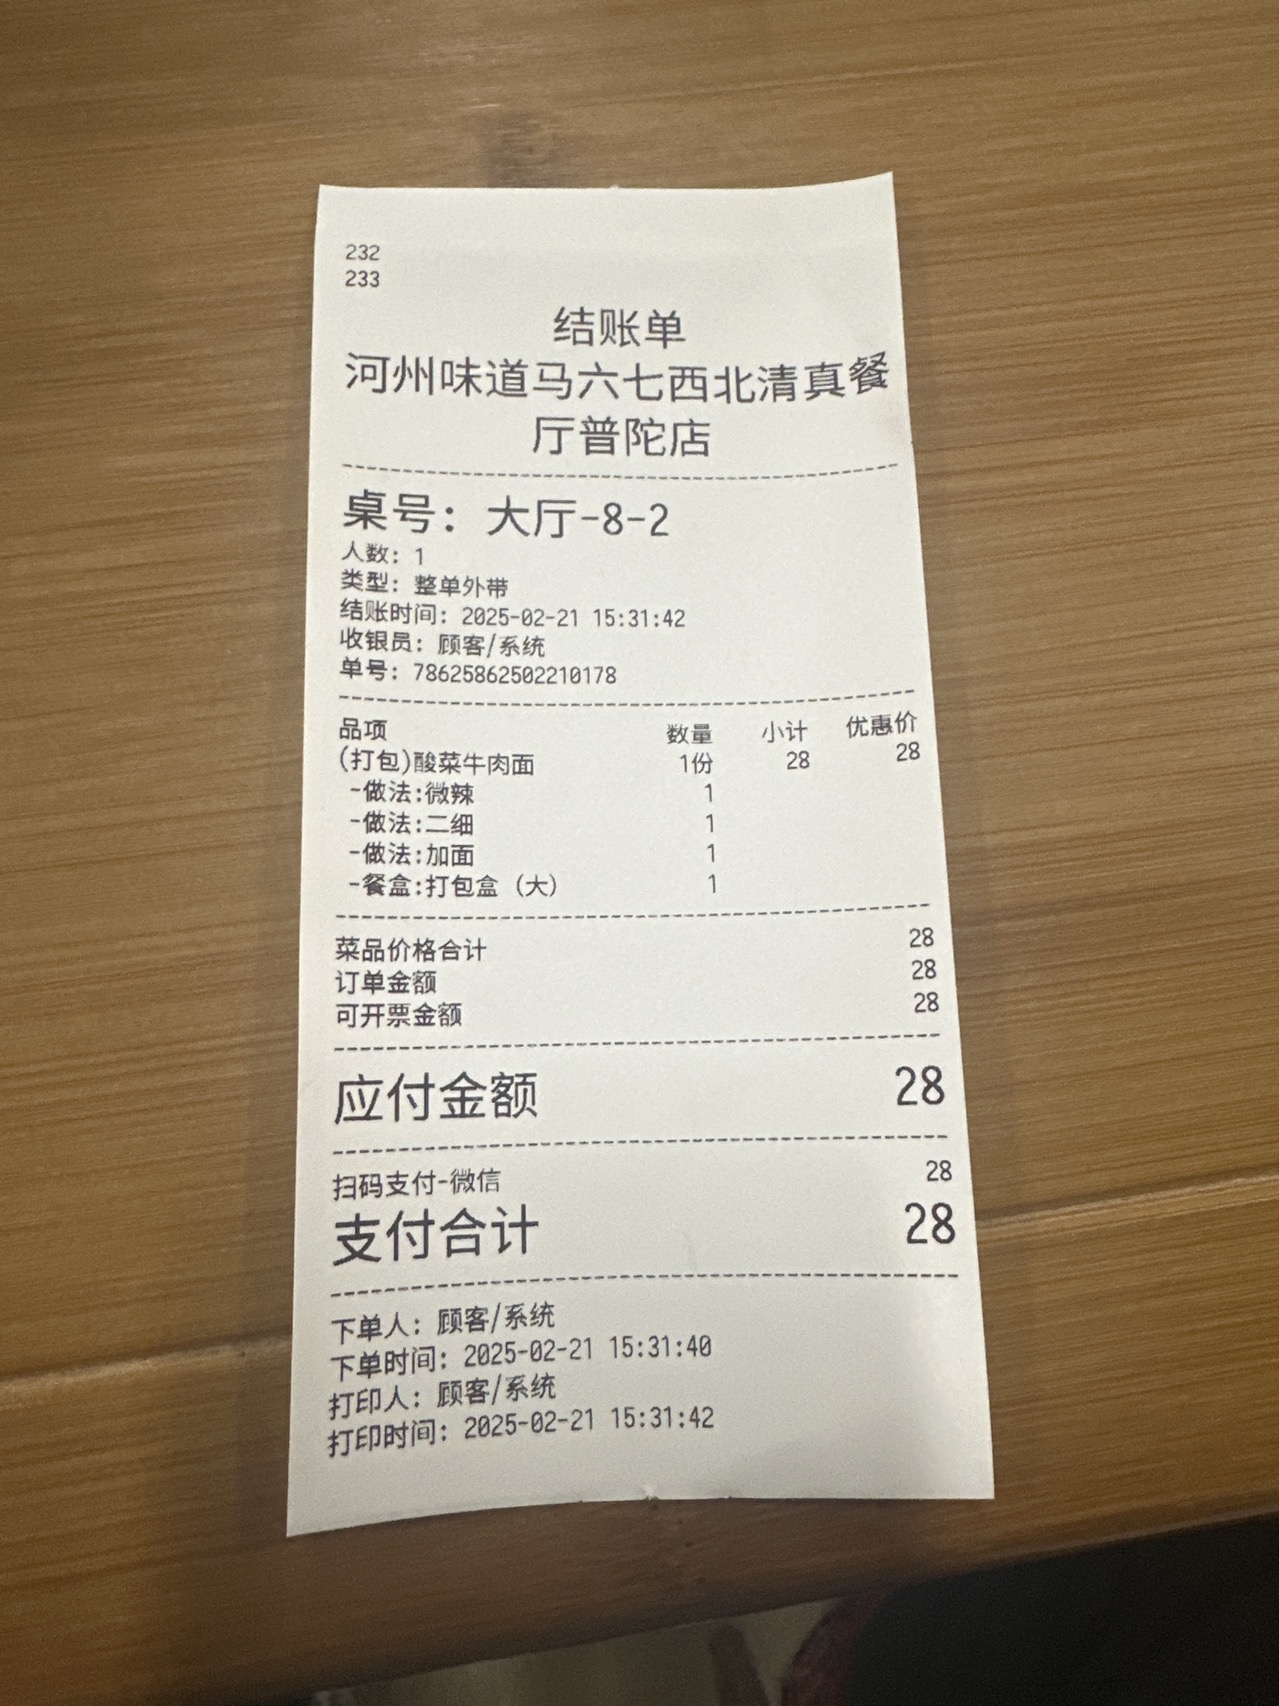 232
233
结账单
河州味道马六七西北清真餐
厅普陀店
桌号：大厅-8-2
人数：1
类型：整单外带
结账时间：2025-02-21 15:31:42
收银员：顾客/系统
单号：78625862502210178
品项 数量 小计 优惠价
(打包)酸菜牛肉面 1份 28 28
-做法:微辣 1
-做法:二细 1
-做法:加面 1
-餐盒:打包盒（大） 1
菜品价格合计 28
订单金额 28
可开票金额 28
应付金额 28
扫码支付-微信 28
支付合计 28
下单人：顾客/系统
下单时间：2025-02-21 15:31:40
打印人：顾客/系统
打印时间：2025-02-21 15:31:42